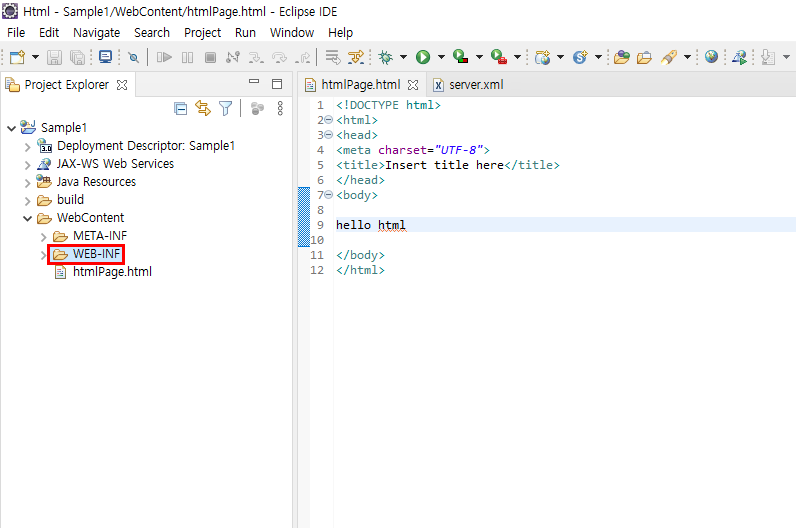 Html - Sample1/WebContent/htmlPage.html - Eclipse IDE
File Edit Navigate Search Project Run Window Help
Project Explorer
Sample1
3.0 Deployment Descriptor: Sample1
JAX-WS Web Services
Java Resources
build
WebContent
META-INF
WEB-INF
htmlPage.html
htmlPage.html server.xml
1 <!DOCTYPE html>
2 <html>
3 <head>
4 <meta charset="UTF-8">
5 <title>Insert title here</title>
6 </head>
7 <body>
8
9 hello html
10
11 </body>
12 </html>